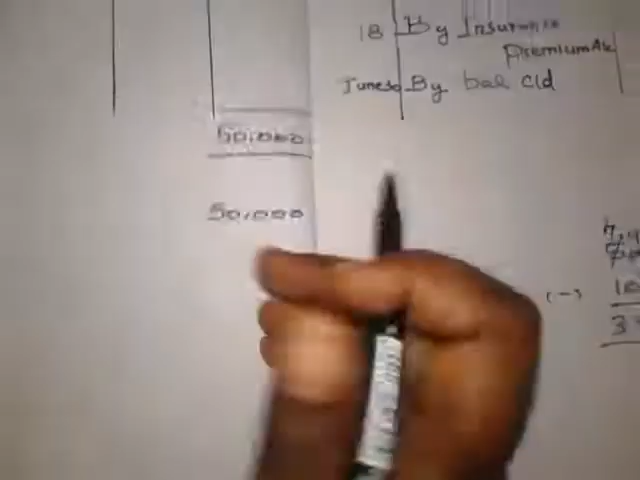 18 By Insurance
Premium A/c
June 30 By bal c/d
50,000
50,000
(-)